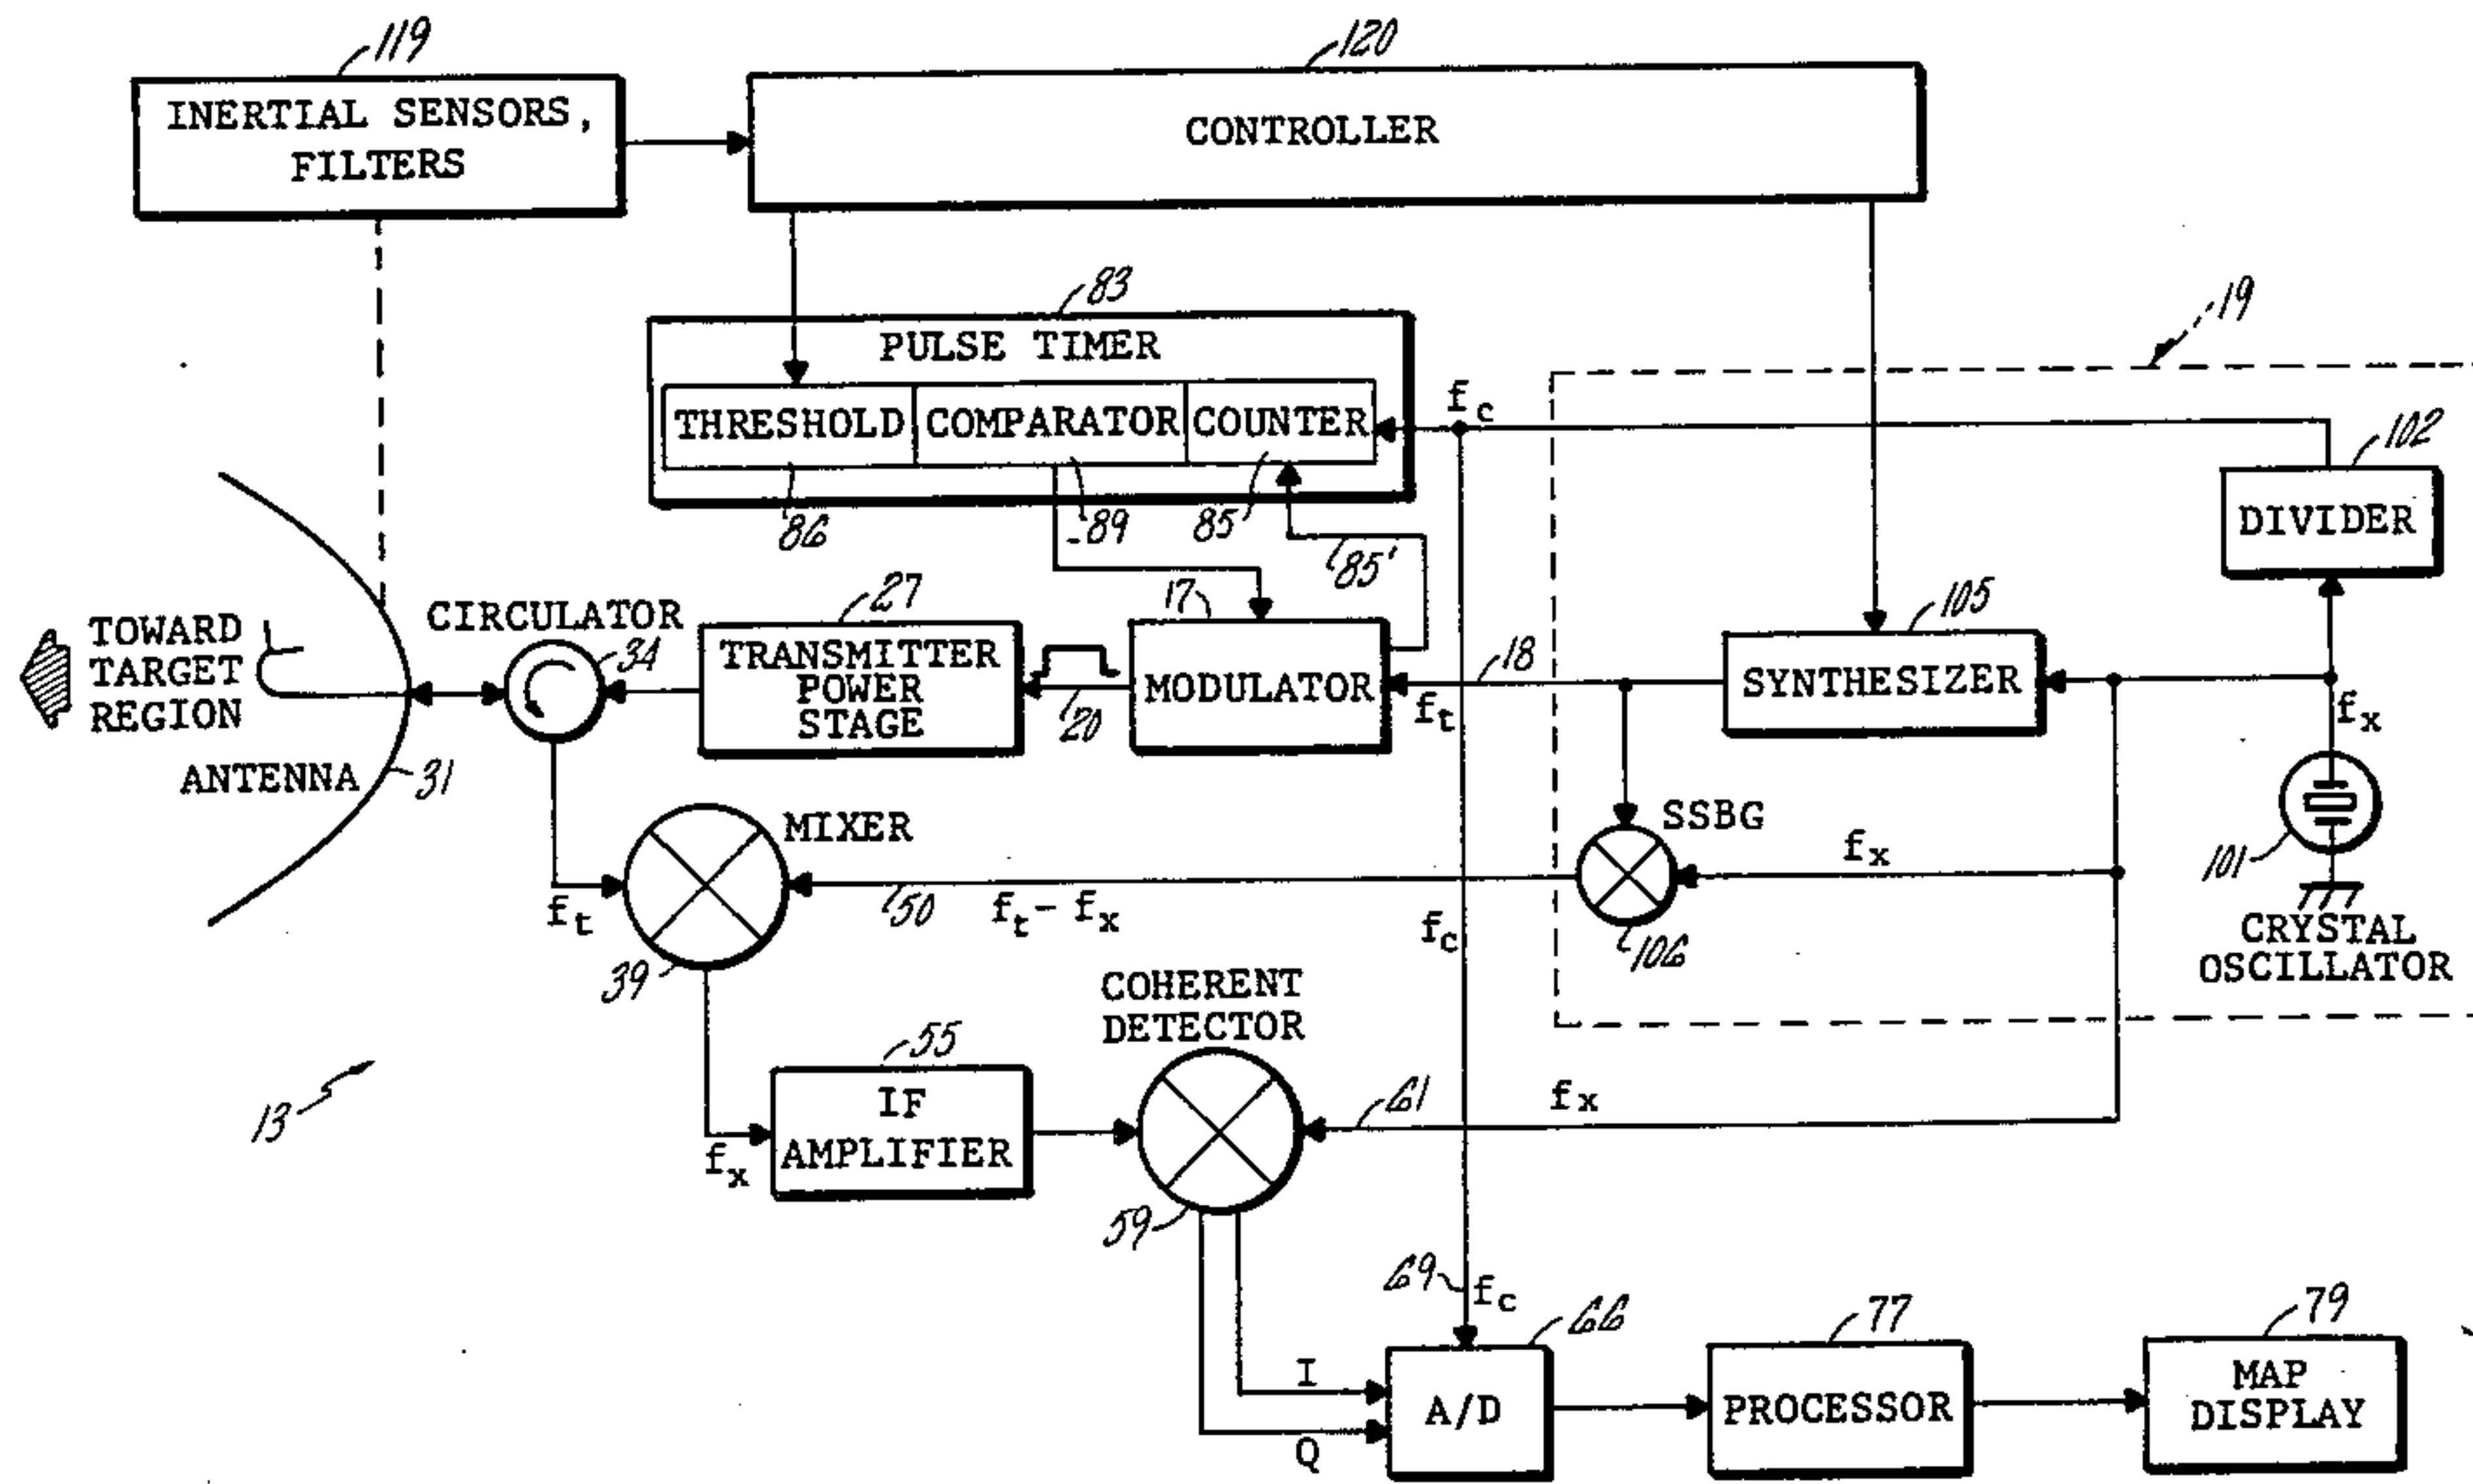 119
120
INERTIAL SENSORS,
FILTERS
CONTROLLER
83
PULSE TIMER
THRESHOLD
COMPARATOR
COUNTER
fc
19
102
DIVIDER
86
89
85
85'
TOWARD
TARGET
REGION
CIRCULATOR
34
27
TRANSMITTER
POWER
STAGE
20
17
MODULATOR
ft
18
105
SYNTHESIZER
fx
ANTENNA
31
MIXER
SSBG
fx
101
ft
50
ft - fx
fc
106
CRYSTAL
OSCILLATOR
39
COHERENT
DETECTOR
13
55
IF
AMPLIFIER
fx
61
fx
59
69
fc
66
77
79
I
Q
A/D
PROCESSOR
MAP
DISPLAY